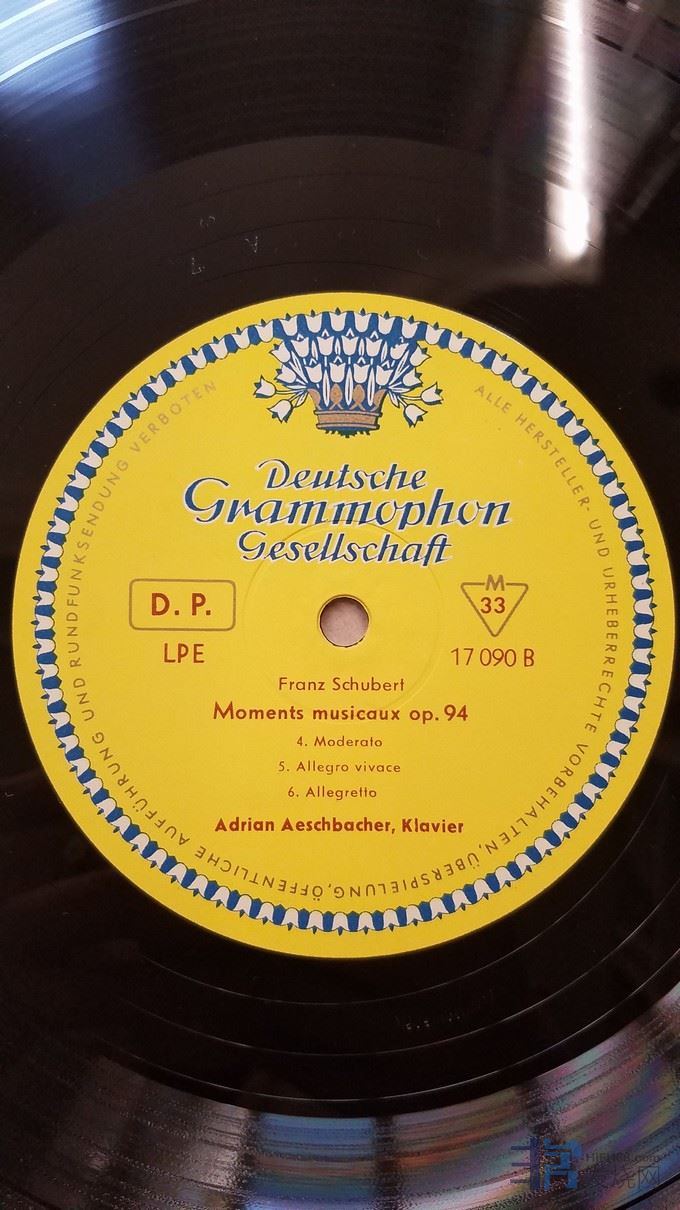 Deutsche
Grammophon
Gesellschaft
D. P.
LPE
M
33
17 090 B
Franz Schubert
Moments musicaux op. 94
4. Moderato
5. Allegro vivace
6. Allegretto
Adrian Aeschbacher, Klavier
ALLE HERSTELLER- UND URHEBERRECHTE VORBEHALTEN, ÜBERSPIELUNG, ÖFFENTLICHE AUFFÜHRUNG UND RUNDFUNKSENDUNG VERBOTEN